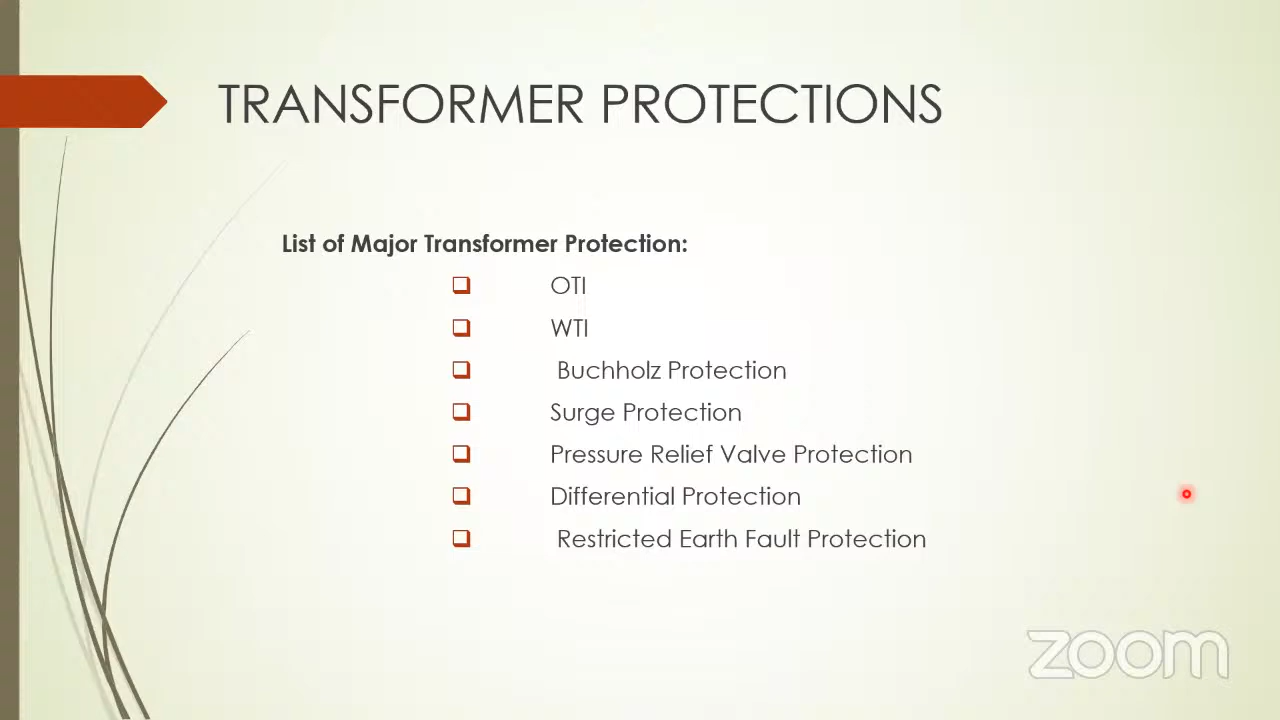 TRANSFORMER PROTECTIONS
List of Major Transformer Protection:
OTI
WTI
Buchholz Protection
Surge Protection
Pressure Relief Valve Protection
Differential Protection
Restricted Earth Fault Protection
zoom